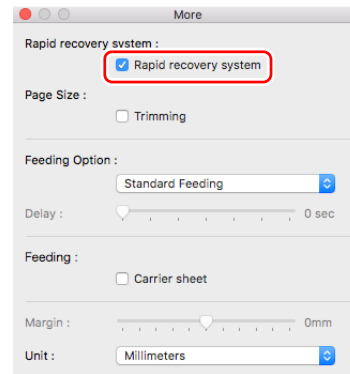 More
Rapid recovery system :
Rapid recovery system
Page Size :
Trimming
Feeding Option :
Standard Feeding
Delay : 0 sec
Feeding :
Carrier sheet
Margin : 0mm
Unit : Millimeters